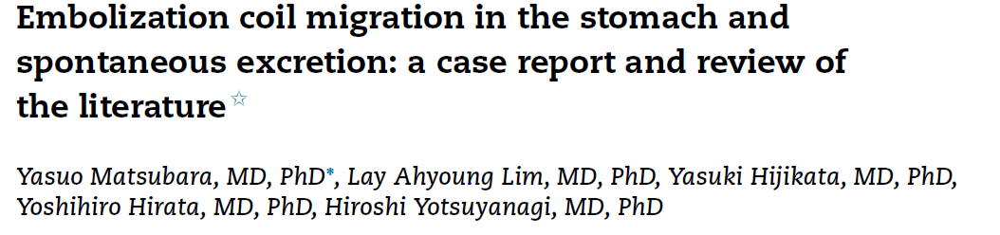 Embolization coil migration in the stomach and
spontaneous excretion: a case report and review of
the literature☆
Yasuo Matsubara, MD, PhD*, Lay Ahyoung Lim, MD, PhD, Yasuki Hijikata, MD, PhD,
Yoshihiro Hirata, MD, PhD, Hiroshi Yotsuyanagi, MD, PhD